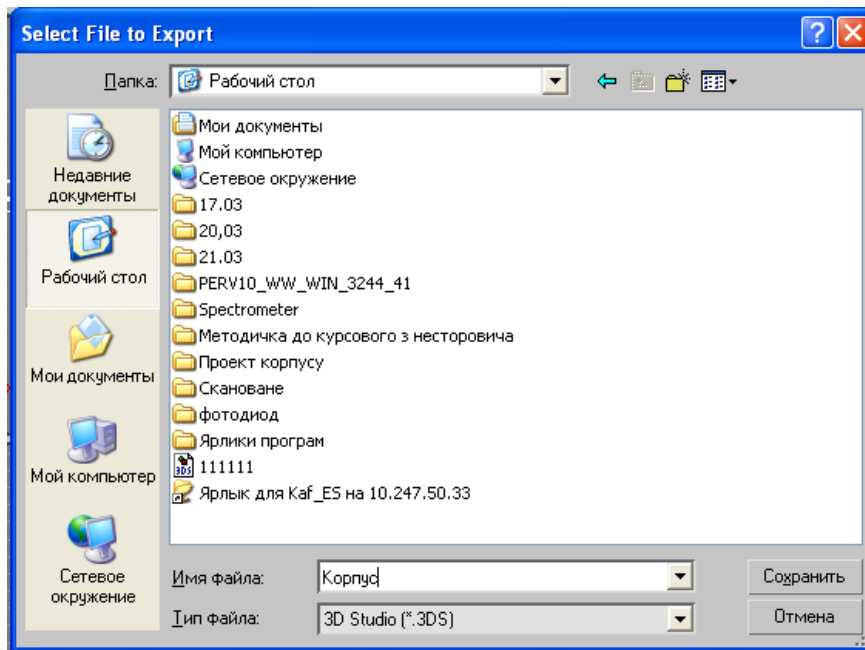 Select File to Export
Папка:
Рабочий стол
Недавние
документы
Рабочий стол
Мои документы
Мой компьютер
Сетевое
окружение
Мои документы
Мой компьютер
Сетевое окружение
17.03
20,03
21.03
PERV10_WW_WIN_3244_41
Spectrometer
Методичка до курсового з несторовича
Проект корпусу
Скановане
фотодиод
Ярлики програм
111111
Ярлык для Kaf_ES на 10.247.50.33
Имя файла:
Корпус
Сохранить
Тип файла:
3D Studio (*.3DS)
Отмена